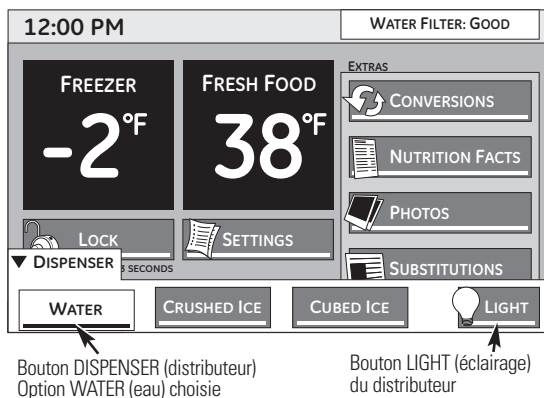 12:00 PM
WATER FILTER: GOOD
FREEZER
-2°F
FRESH FOOD
38°F
EXTRAS
CONVERSIONS
NUTRITION FACTS
PHOTOS
SUBSTITUTIONS
LOCK
3 SECONDS
SETTINGS
▼ DISPENSER
WATER
CRUSHED ICE
CUBED ICE
LIGHT
Bouton DISPENSER (distributeur)
Option WATER (eau) choisie
Bouton LIGHT (éclairage)
du distributeur